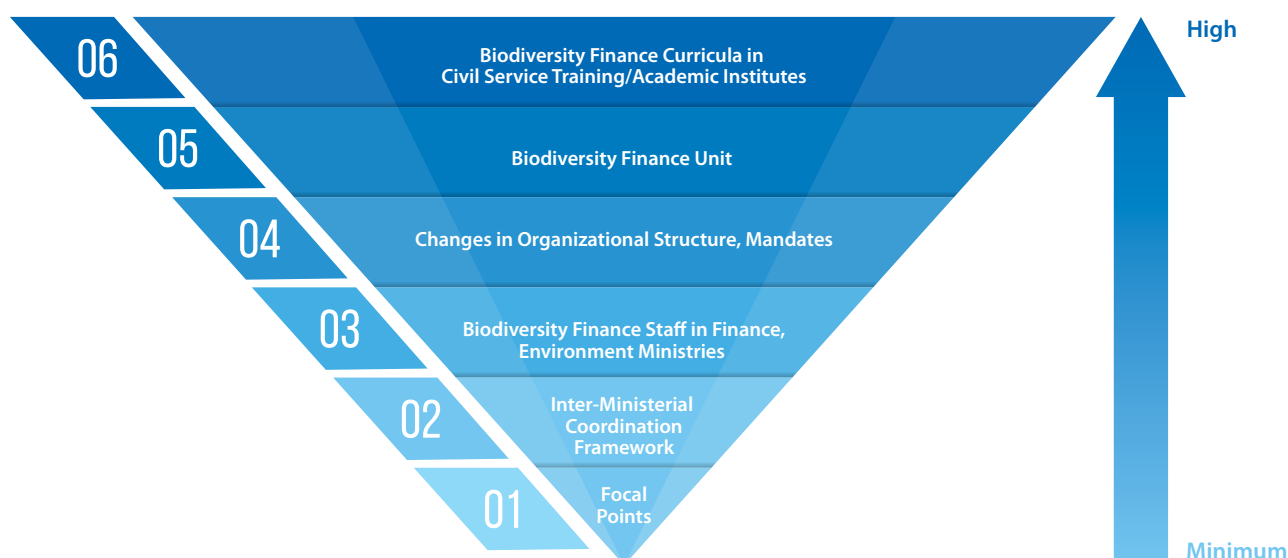 06
Biodiversity Finance Curricula in
Civil Service Training/Academic Institutes
High
05
Biodiversity Finance Unit
04
Changes in Organizational Structure, Mandates
03
Biodiversity Finance Staff in Finance,
Environment Ministries
02
Inter-Ministerial
Coordination
Framework
01
Focal
Points
Minimum